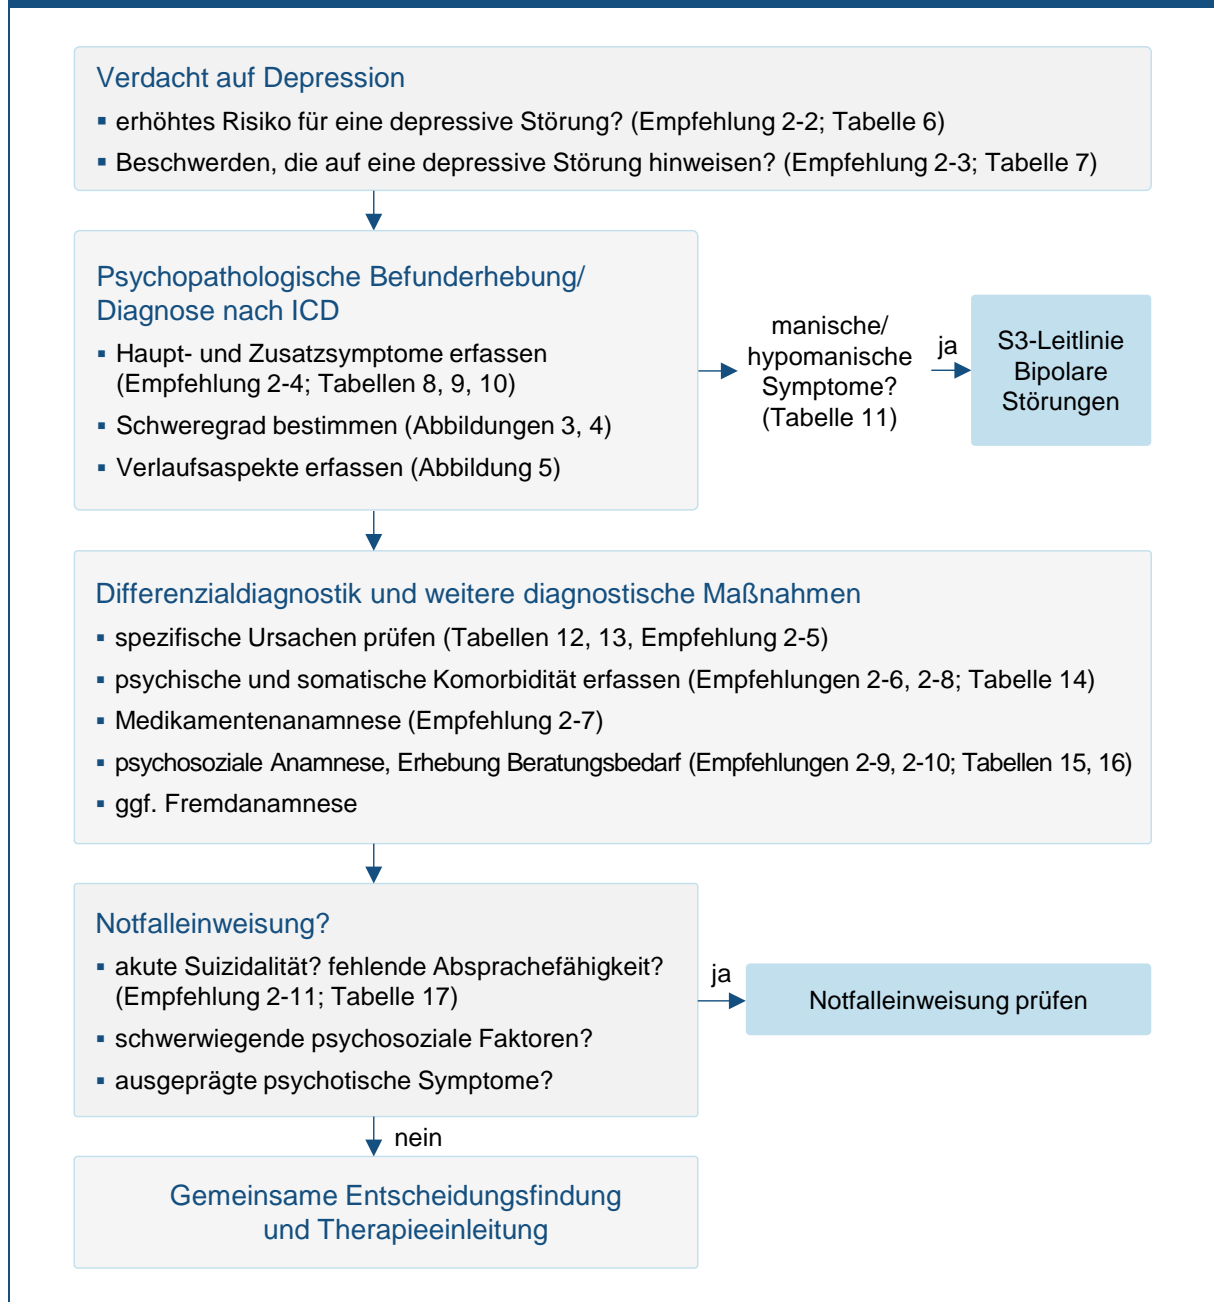 Verdacht auf Depression
▪ erhöhtes Risiko für eine depressive Störung? (Empfehlung 2-2; Tabelle 6)
▪ Beschwerden, die auf eine depressive Störung hinweisen? (Empfehlung 2-3; Tabelle 7)
Psychopathologische Befunderhebung/
Diagnose nach ICD
▪ Haupt- und Zusatzsymptome erfassen
(Empfehlung 2-4; Tabellen 8, 9, 10)
▪ Schweregrad bestimmen (Abbildungen 3, 4)
▪ Verlaufsaspekte erfassen (Abbildung 5)
manische/
hypomanische
Symptome?
(Tabelle 11)
ja
S3-Leitlinie
Bipolare
Störungen
Differenzialdiagnostik und weitere diagnostische Maßnahmen
▪ spezifische Ursachen prüfen (Tabellen 12, 13, Empfehlung 2-5)
▪ psychische und somatische Komorbidität erfassen (Empfehlungen 2-6, 2-8; Tabelle 14)
▪ Medikamentenanamnese (Empfehlung 2-7)
▪ psychosoziale Anamnese, Erhebung Beratungsbedarf (Empfehlungen 2-9, 2-10; Tabellen 15, 16)
▪ ggf. Fremdanamnese
Notfalleinweisung?
▪ akute Suizidalität? fehlende Absprachefähigkeit?
(Empfehlung 2-11; Tabelle 17)
▪ schwerwiegende psychosoziale Faktoren?
▪ ausgeprägte psychotische Symptome?
ja
Notfalleinweisung prüfen
nein
Gemeinsame Entscheidungsfindung
und Therapieeinleitung